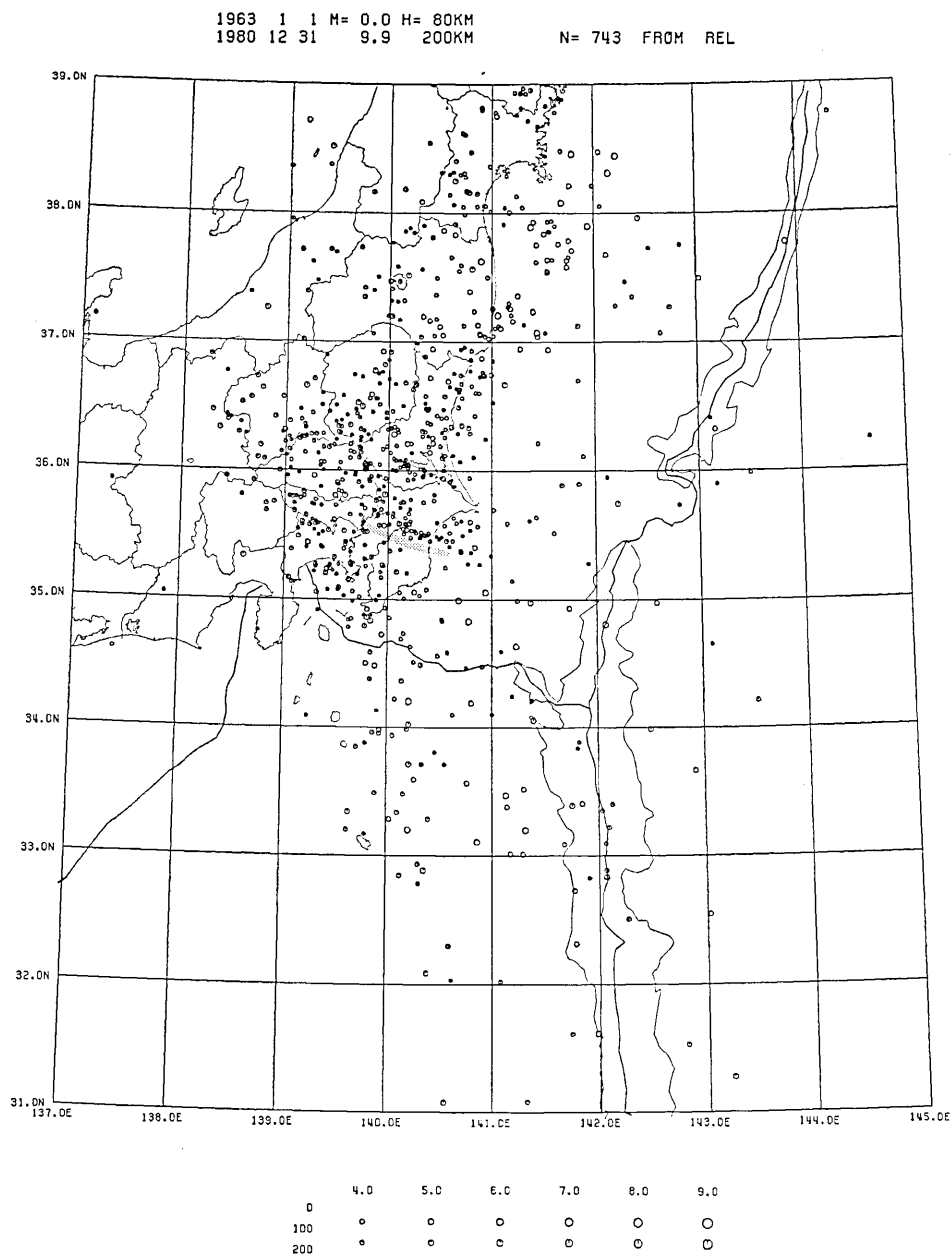 1963 1 1 M= 0.0 H= 80KM
1980 12 31 9.9 200KM N= 743 FROM REL
39.0N
38.0N
37.0N
36.0N
35.0N
34.0N
33.0N
32.0N
31.0N
137.0E 138.0E 139.0E 140.0E 141.0E 142.0E 143.0E 144.0E 145.0E
4.0 5.0 6.0 7.0 8.0 9.0
0
100
200